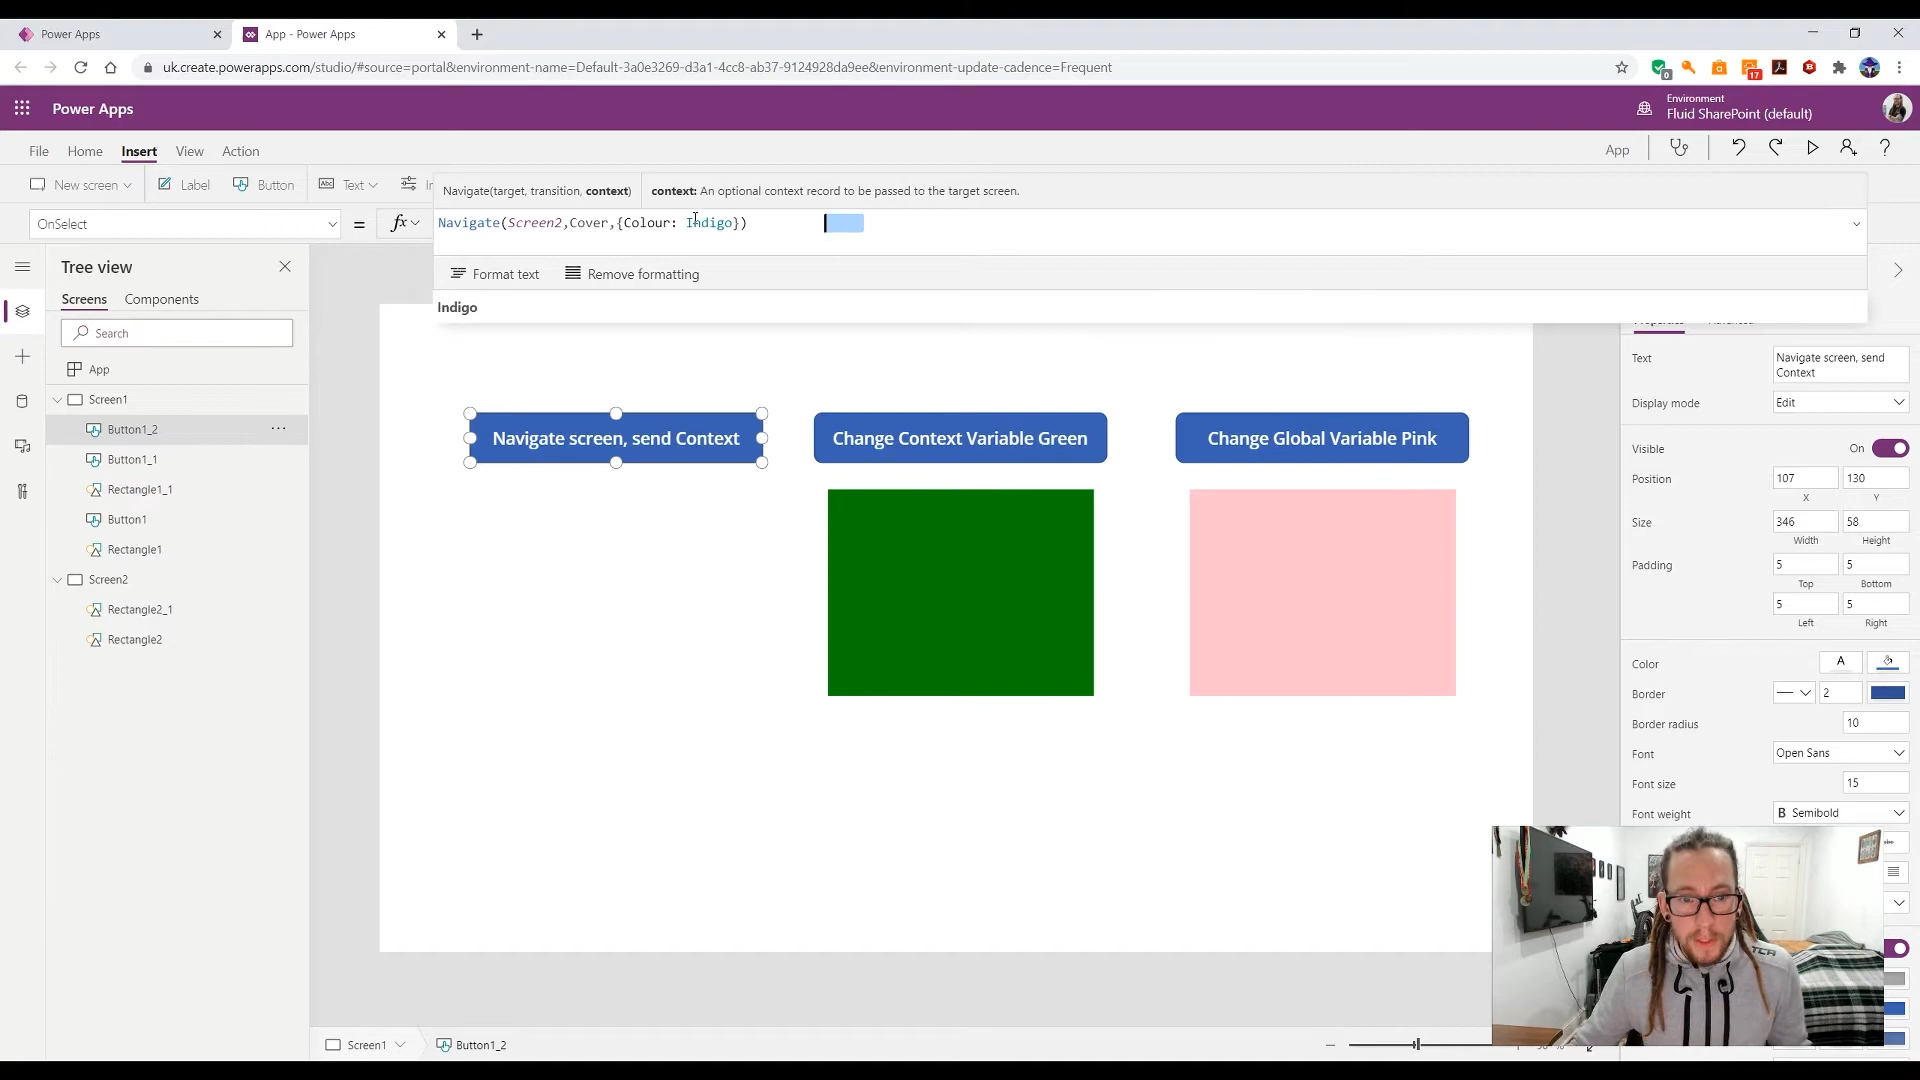 Power Apps
App - Power Apps
uk.create.powerapps.com/studio/#source=portal&environment-name=Default-3a0e3269-d3a1-4cc8-ab37-9124928da9ee&environment-update-cadence=Frequent
0
17
Power Apps
Environment
Fluid SharePoint (default)
File
Home
Insert
View
Action
App
New screen
Label
Button
Abc
Text
Navigate(target, transition, context)
context: An optional context record to be passed to the target screen.
OnSelect
=
fx
Navigate(Screen2,Cover,{Colour: Indigo})
Format text
Remove formatting
Indigo
Tree view
Screens
Components
Search
App
Screen1
Button1_2
Button1_1
Rectangle1_1
Button1
Rectangle1
Screen2
Rectangle2_1
Rectangle2
Navigate screen, send Context
Change Context Variable Green
Change Global Variable Pink
Text
Navigate screen, send
Context
Display mode
Edit
Visible
On
Position
107
130
X
Y
Size
346
58
Width
Height
Padding
5
5
Top
Bottom
5
5
Left
Right
Color
A
Border
2
Border radius
10
Font
Open Sans
Font size
15
Font weight
B Semibold
Screen1
Button1_2